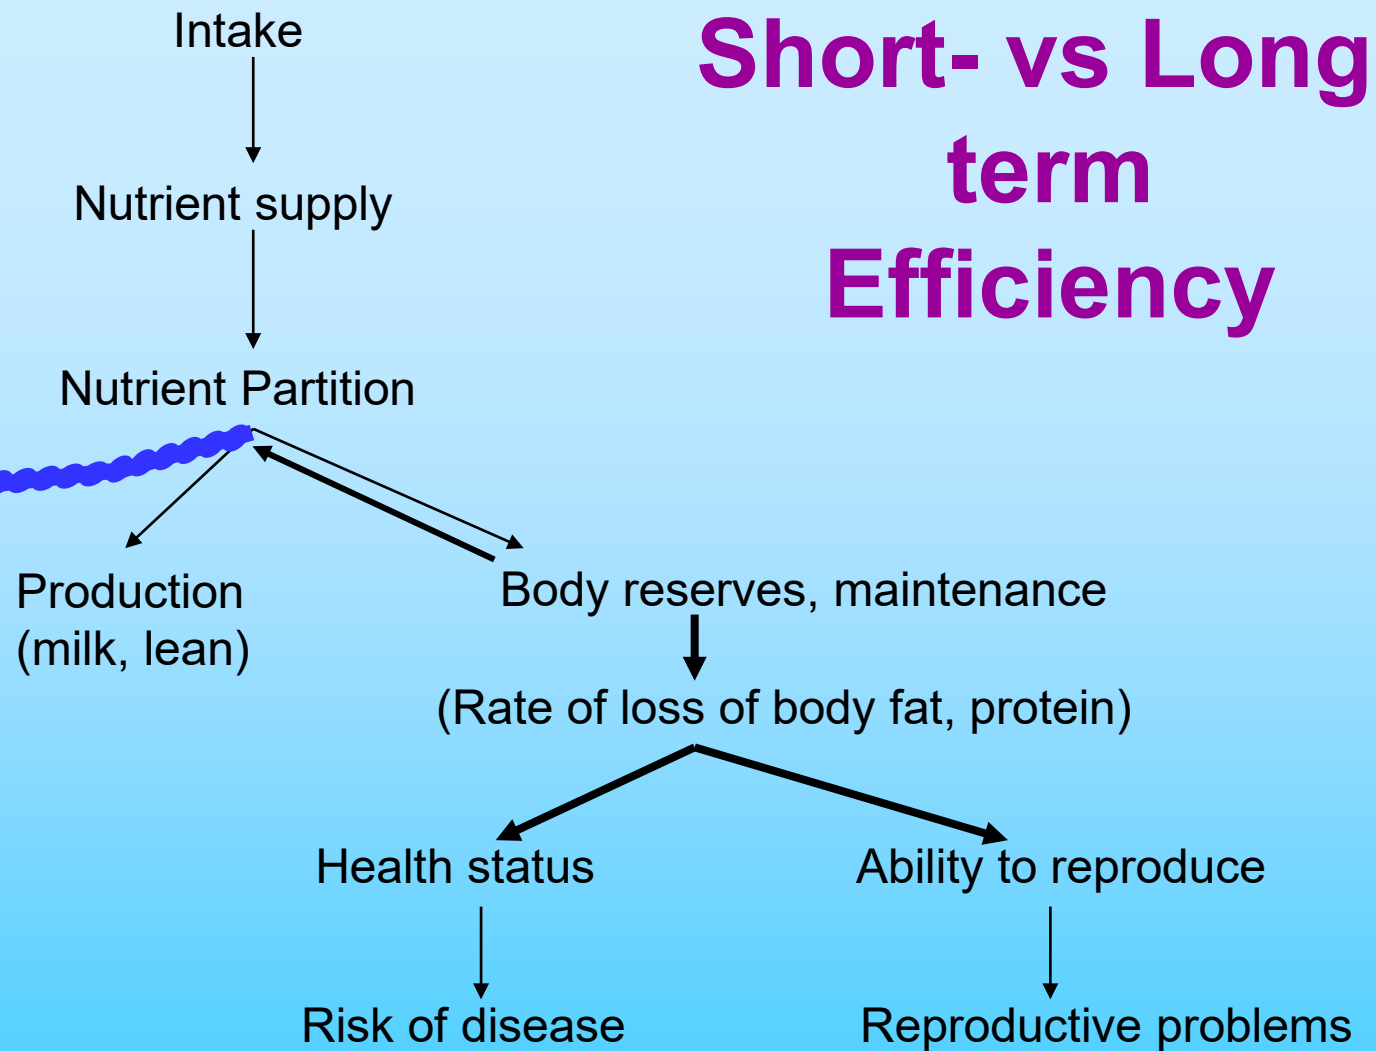 Intake
Short- vs Long
term
Efficiency
Nutrient supply
Nutrient Partition
Production
(milk, lean)
Body reserves, maintenance
(Rate of loss of body fat, protein)
Health status
Ability to reproduce
Risk of disease
Reproductive problems